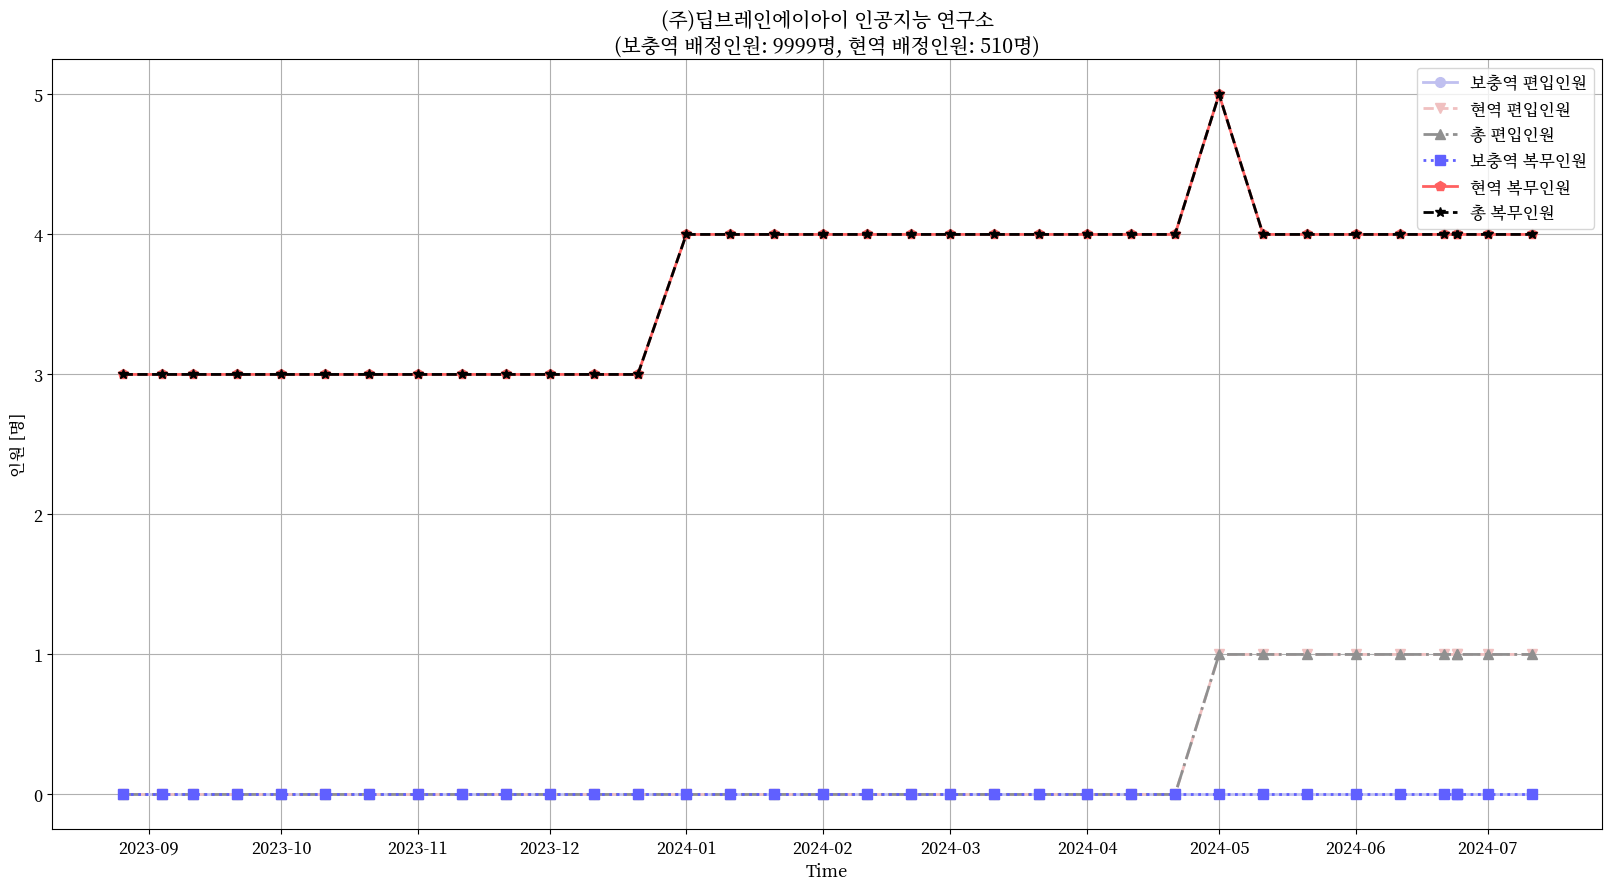 (주)딥브레인에이아이 인공지능 연구소
(보충역 배정인원: 9999명, 현역 배정인원: 510명)
보충역 편입인원
현역 편입인원
총 편입인원
보충역 복무인원
현역 복무인원
총 복무인원
인원 [명]
5
4
3
2
1
0
2023-09 2023-10 2023-11 2023-12 2024-01 2024-02 2024-03 2024-04 2024-05 2024-06 2024-07
Time